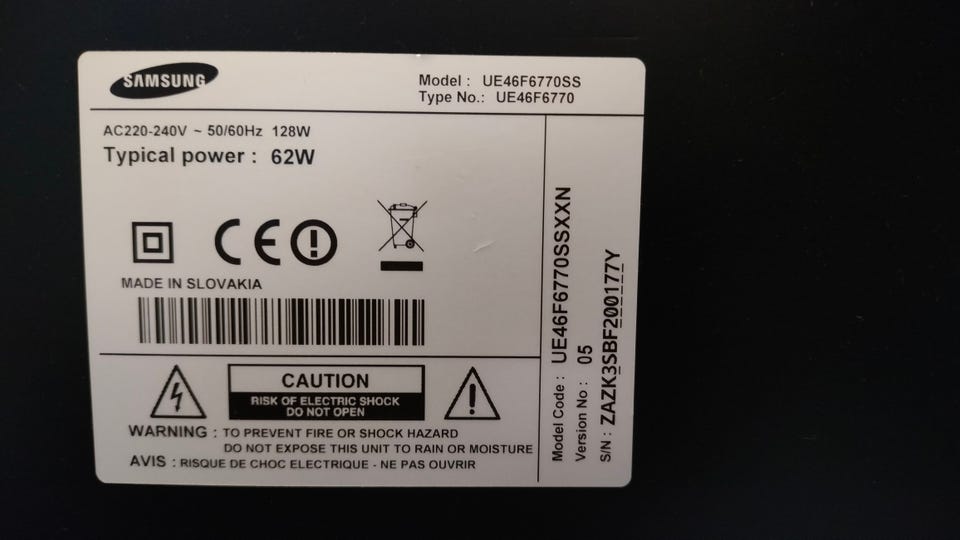 SAMSUNG
Model : UE46F6770SS
Type No.: UE46F6770
AC220-240V ~ 50/60Hz 128W
Typical power : 62W
CE
MADE IN SLOVAKIA
CAUTION
RISK OF ELECTRIC SHOCK
DO NOT OPEN
WARNING : TO PREVENT FIRE OR SHOCK HAZARD
DO NOT EXPOSE THIS UNIT TO RAIN OR MOISTURE
AVIS : RISQUE DE CHOC ELECTRIQUE - NE PAS OUVRIR
Model Code : UE46F6770SSXXN
Version No : 05
S/N : ZAZK3SBF200177Y